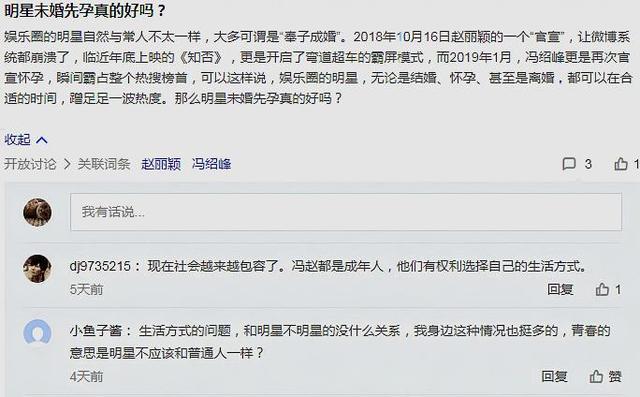 明星未婚先孕真的好吗？
娱乐圈的明星自然与常人不太一样，大多可谓是“奉子成婚”。2018年10月16日赵丽颖的一个“官宣”，让微博系
统都崩溃了，临近年底上映的《知否》，更是开启了弯道超车的霸屏模式，而2019年1月，冯绍峰更是再次官
宣怀孕，瞬间霸占整个热搜榜首，可以这样说，娱乐圈的明星，无论是结婚、怀孕、甚至是离婚，都可以在合
适的时间，蹭足足一波热度。那么明星未婚先孕真的好吗？
收起
开放讨论 > 关联词条 赵丽颖 冯绍峰 3 1
我有话说...
dj9735215： 现在社会越来越包容了。冯赵都是成年人，他们有权利选择自己的生活方式。
5天前 回复 1
小鱼子酱： 生活方式的问题，和明星不明星的没什么关系，我身边这种情况也挺多的，青春的
意思是明星不应该和普通人一样？
4天前 回复 赞